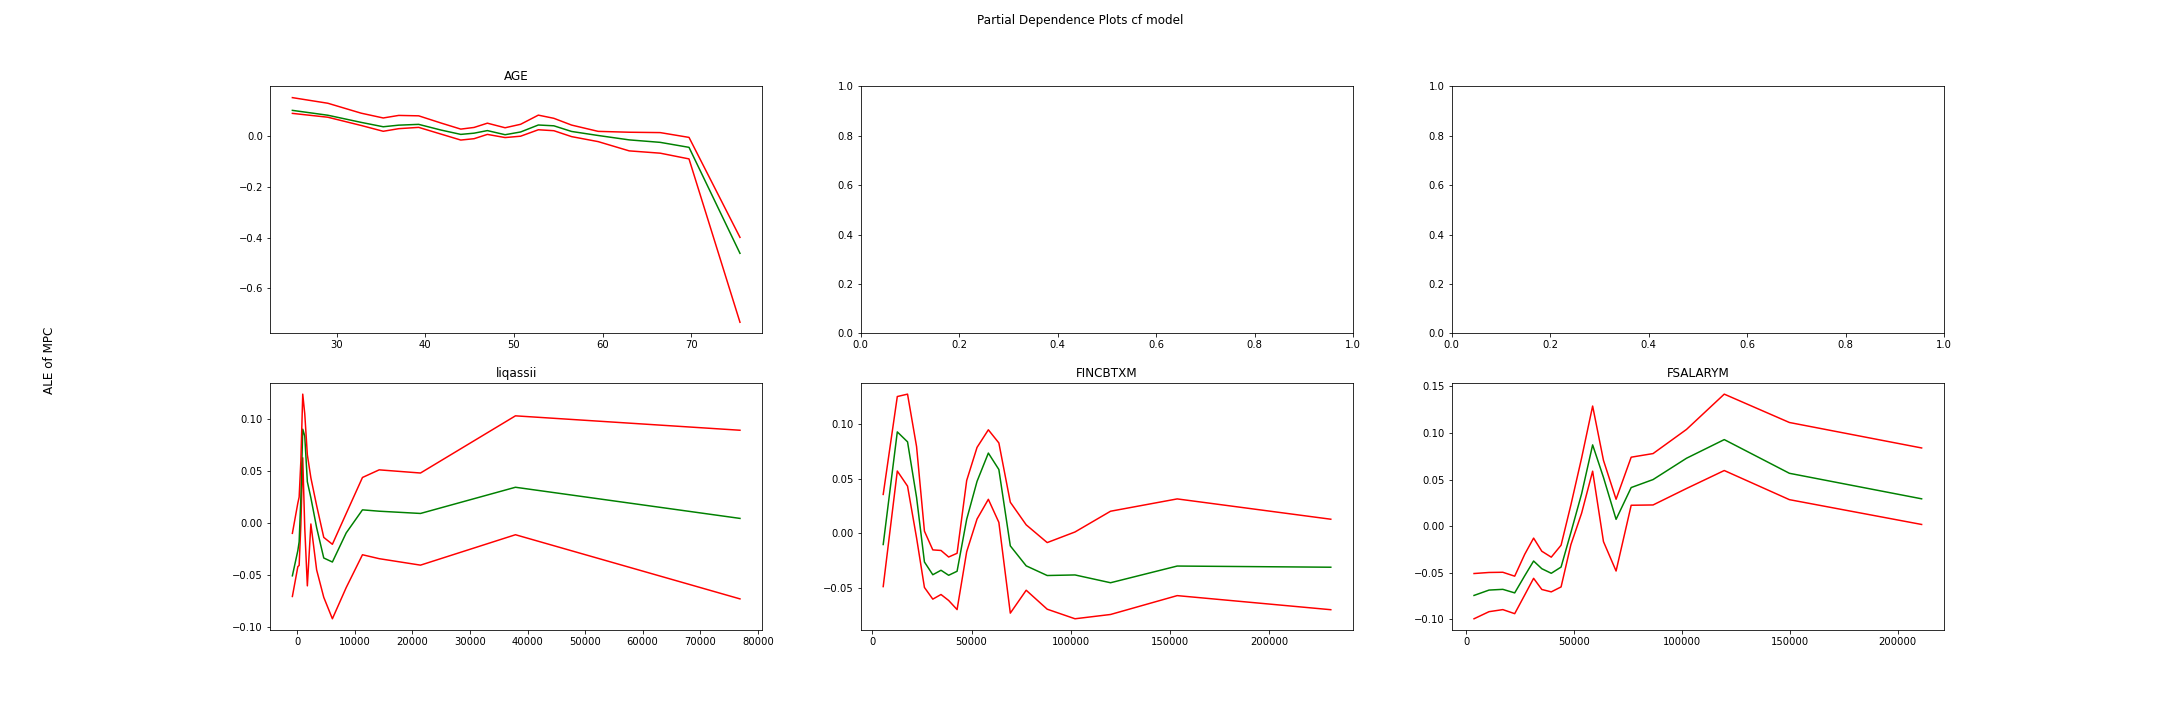 Partial Dependence Plots cf model
ALE of MPC
AGE
0.0
−0.2
−0.4
−0.6
30 40 50 60 70
1.0
0.8
0.6
0.4
0.2
0.0
0.0 0.2 0.4 0.6 0.8 1.0
1.0
0.8
0.6
0.4
0.2
0.0
0.0 0.2 0.4 0.6 0.8 1.0
liqassii
0.10
0.05
0.00
−0.05
−0.10
0 10000 20000 30000 40000 50000 60000 70000 80000
FINCBTXM
0.10
0.05
0.00
−0.05
0 50000 100000 150000 200000
FSALARYM
0.15
0.10
0.05
0.00
−0.05
−0.10
0 50000 100000 150000 200000